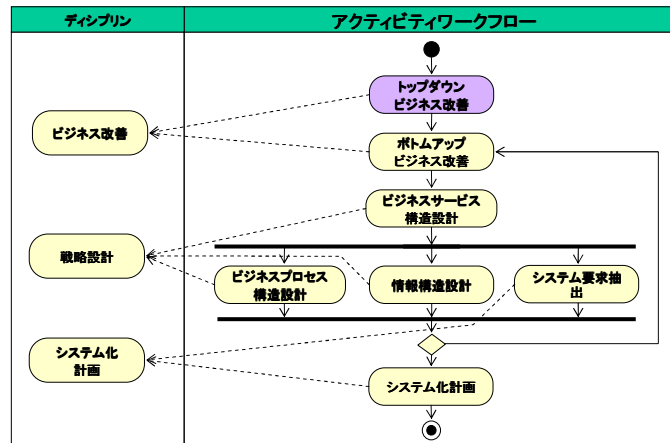 ディシプリン
アクティビティワークフロー
トップダウン
ビジネス改善
ビジネス改善
ボトムアップ
ビジネス改善
ビジネスサービス
構造設計
戦略設計
ビジネスプロセス
構造設計
情報構造設計
システム要求抽
出
システム化
計画
システム化計画